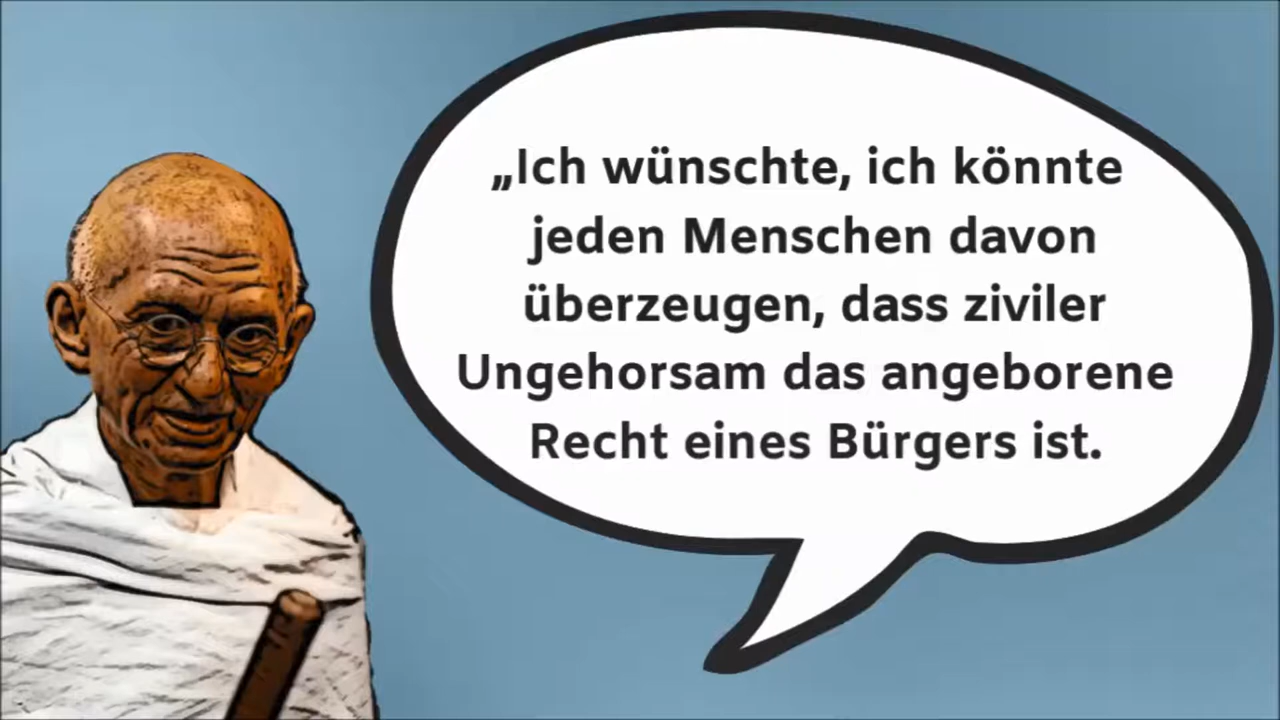 „Ich wünschte, ich könnte
jeden Menschen davon
überzeugen, dass ziviler
Ungehorsam das angeborene
Recht eines Bürgers ist.